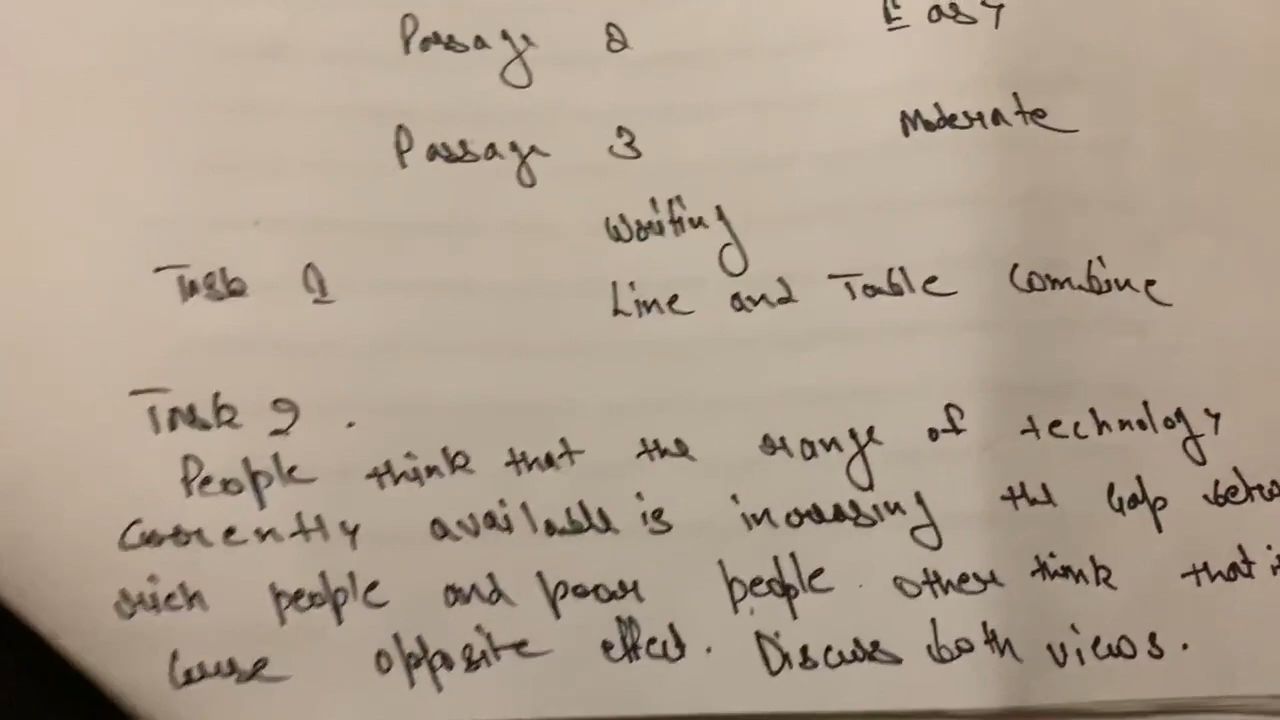 Passage 2 Easy
Passage 3 Moderate
Writing
Task 1 Line and Table Combine
Task 2.
People think that the range of technology
currently available is increasing the gap betwe
rich people and poor people. others think that i
cause opposite effect. Discuss both views.